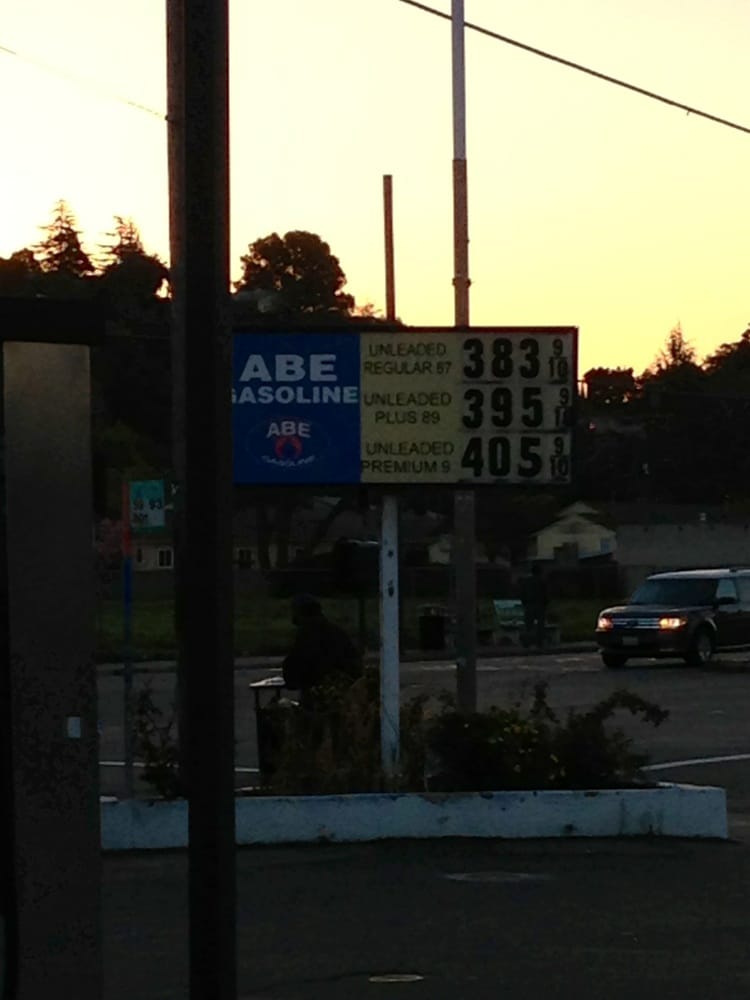 ABE
GASOLINE
ABE
GASOLINE
UNLEADED
REGULAR 87
383 9/10
UNLEADED
PLUS 89
395 9/10
UNLEADED
PREMIUM 9
405 9/10